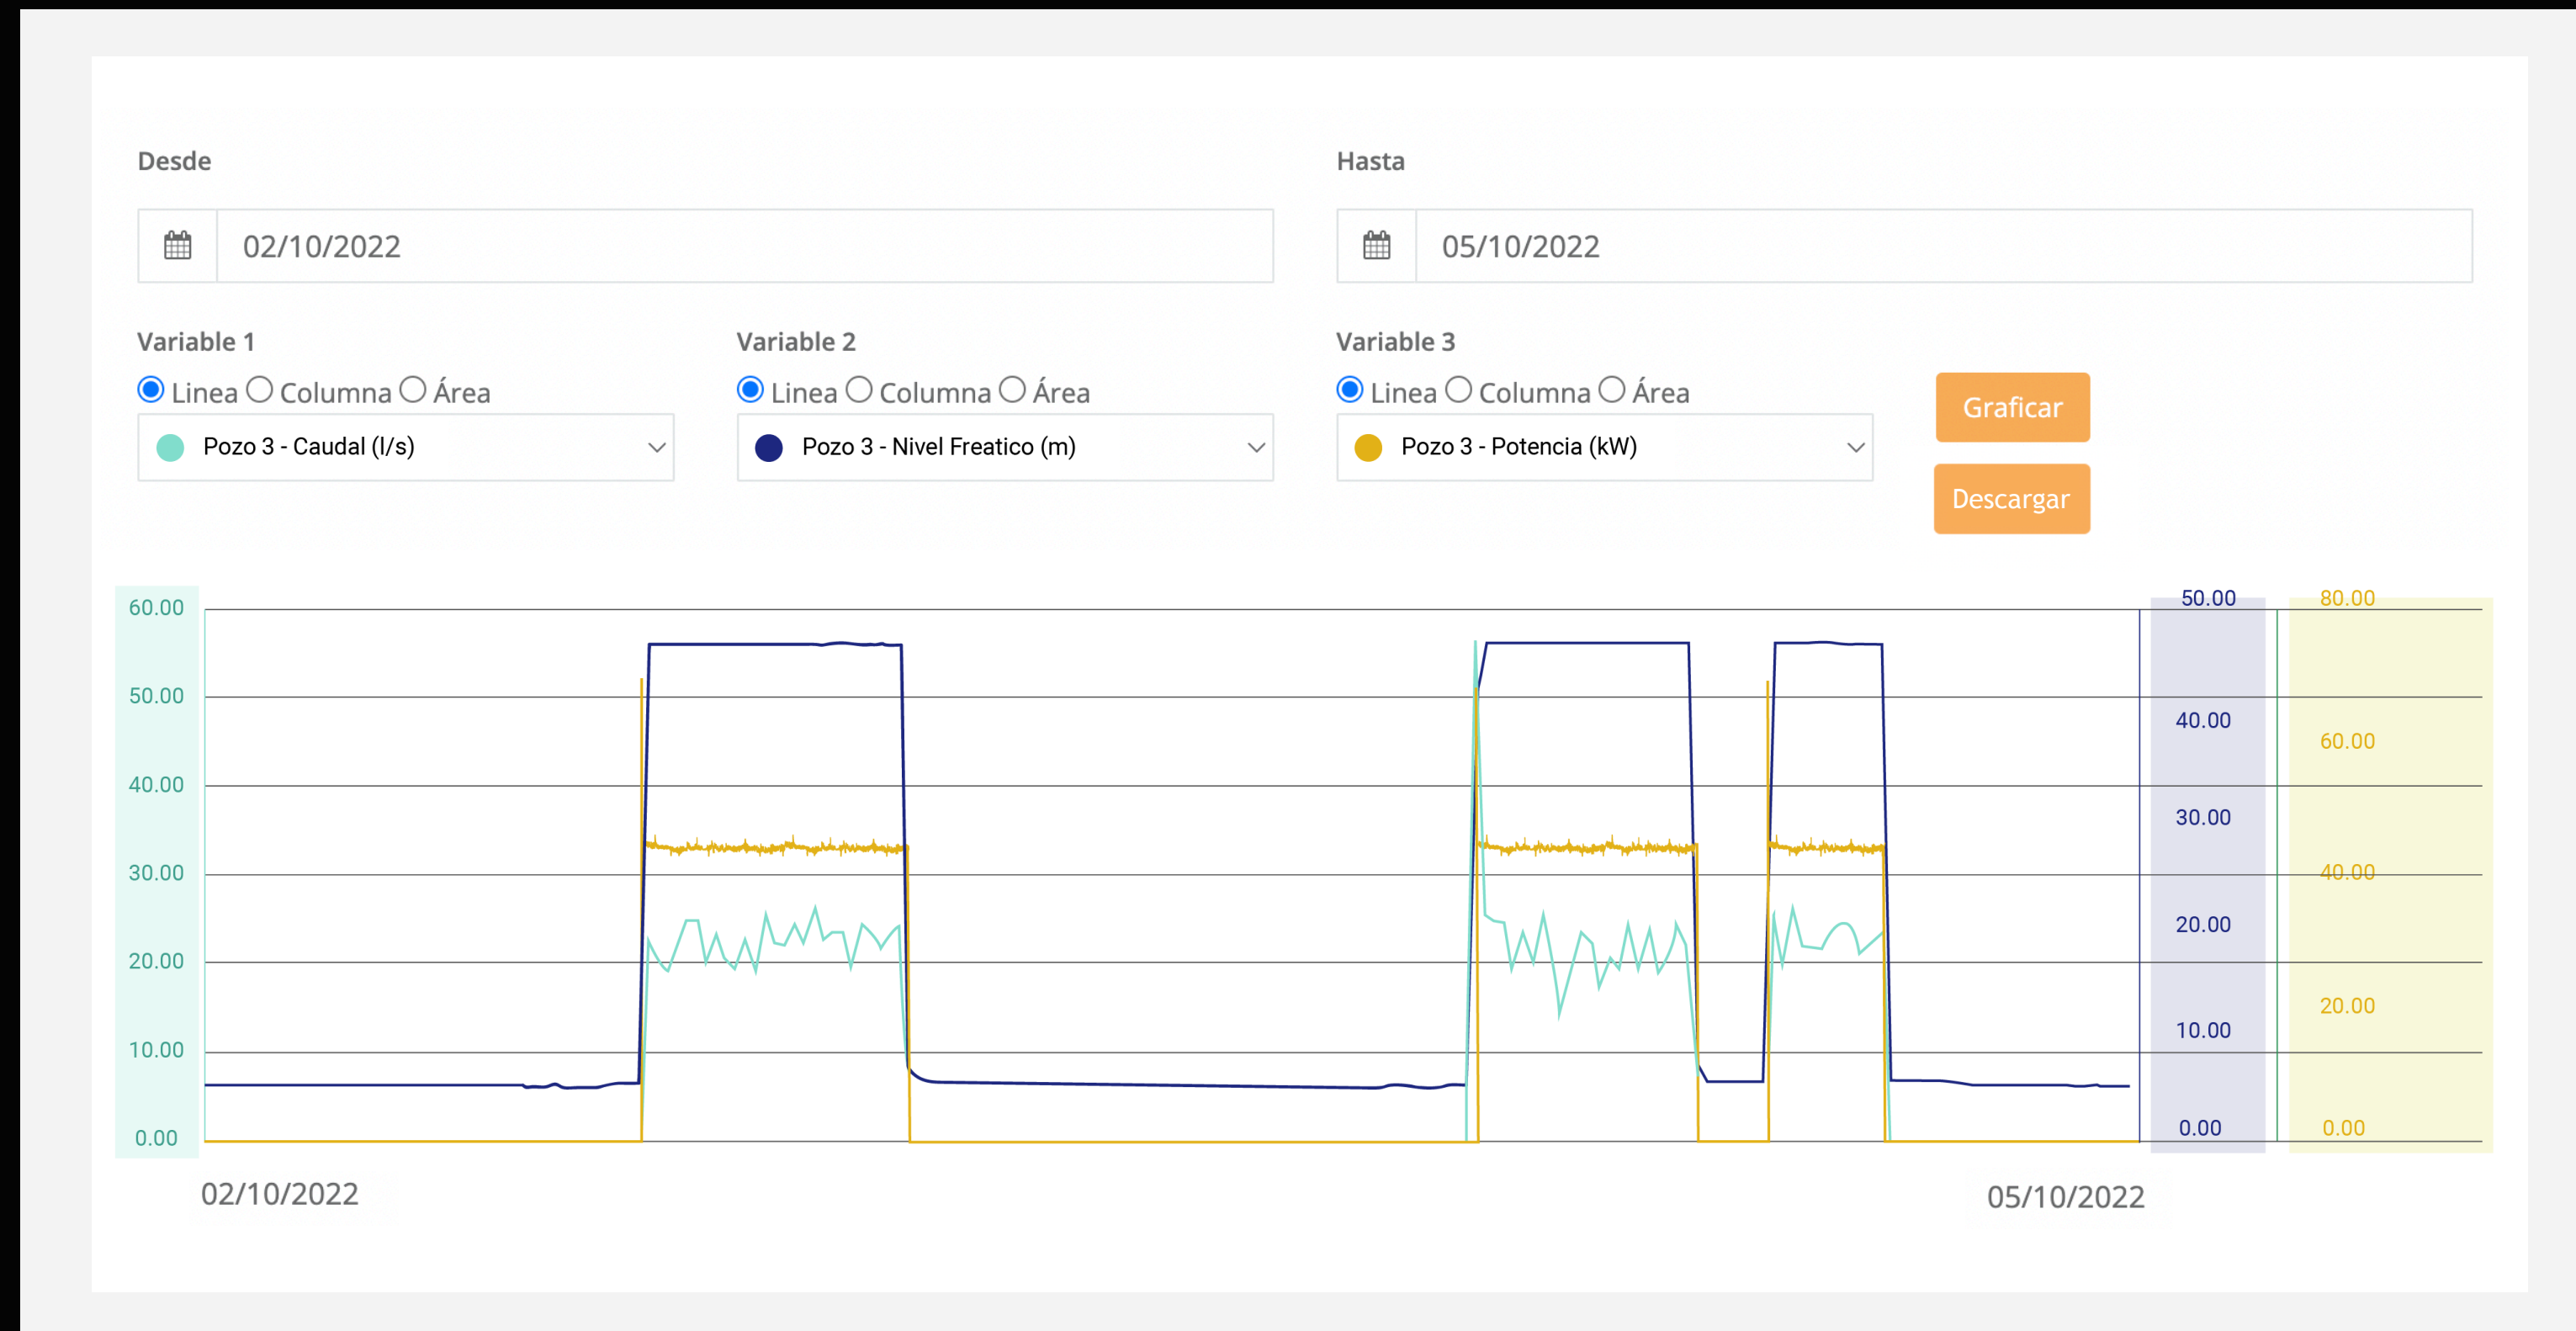 Desde
Hasta
02/10/2022
05/10/2022
Variable 1
Variable 2
Variable 3
Linea Columna Área
Linea Columna Área
Linea Columna Área
Graficar
Pozo 3 - Caudal (l/s)
Pozo 3 - Nivel Freatico (m)
Pozo 3 - Potencia (kW)
Descargar
60.00
50.00
40.00
30.00
20.00
10.00
0.00
50.00
40.00
30.00
20.00
10.00
0.00
80.00
60.00
40.00
20.00
0.00
02/10/2022
05/10/2022